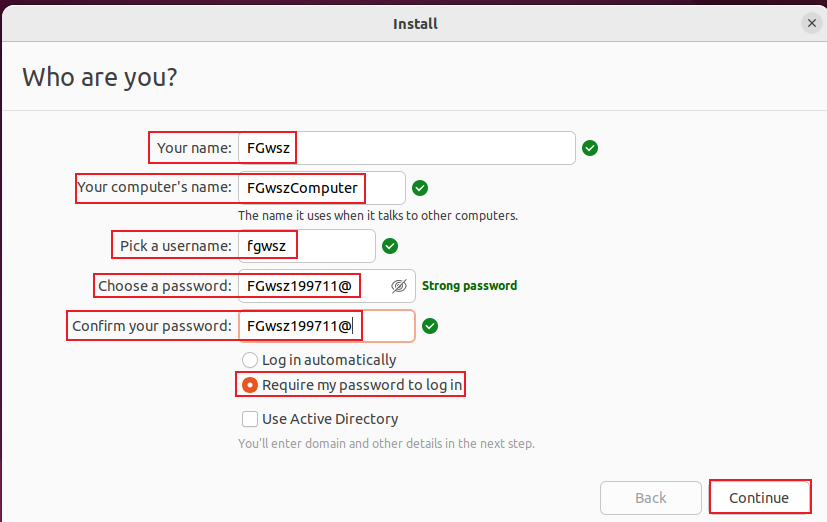 Install
Who are you?
Your name: FGwsz
Your computer's name: FGwszComputer
The name it uses when it talks to other computers.
Pick a username: fgwsz
Choose a password: FGwsz199711@ Strong password
Confirm your password: FGwsz199711@
Log in automatically
Require my password to log in
Use Active Directory
You'll enter domain and other details in the next step.
Back Continue